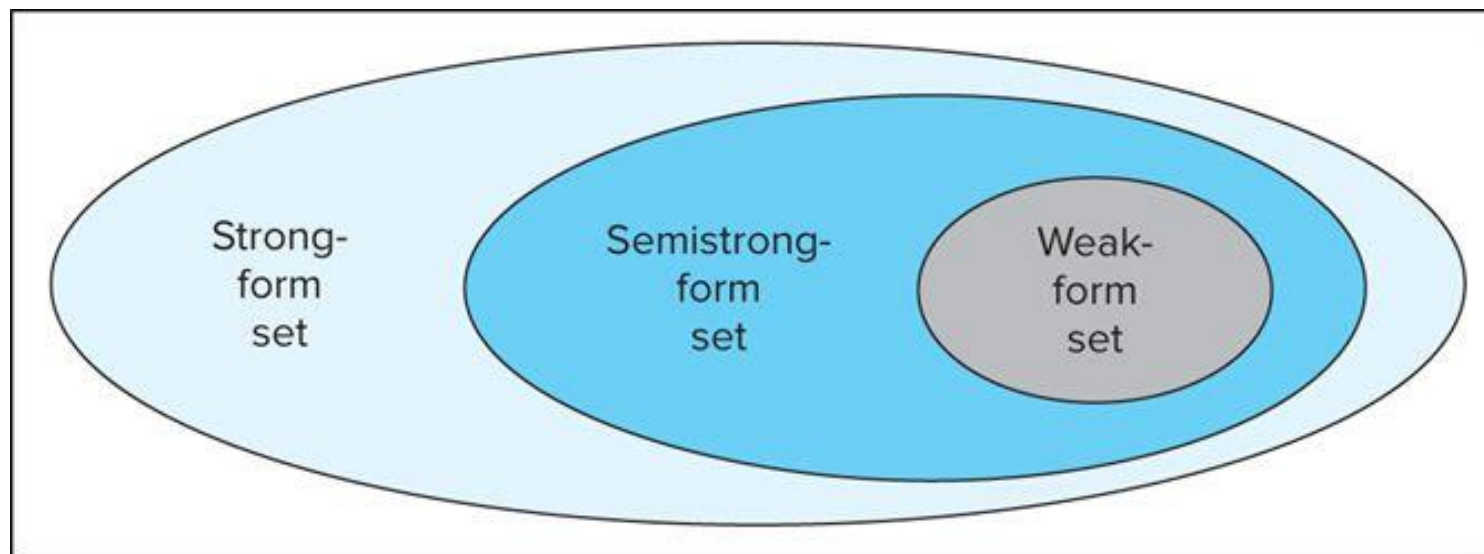 Strong-
form
set
Semistrong-
form
set
Weak-
form
set